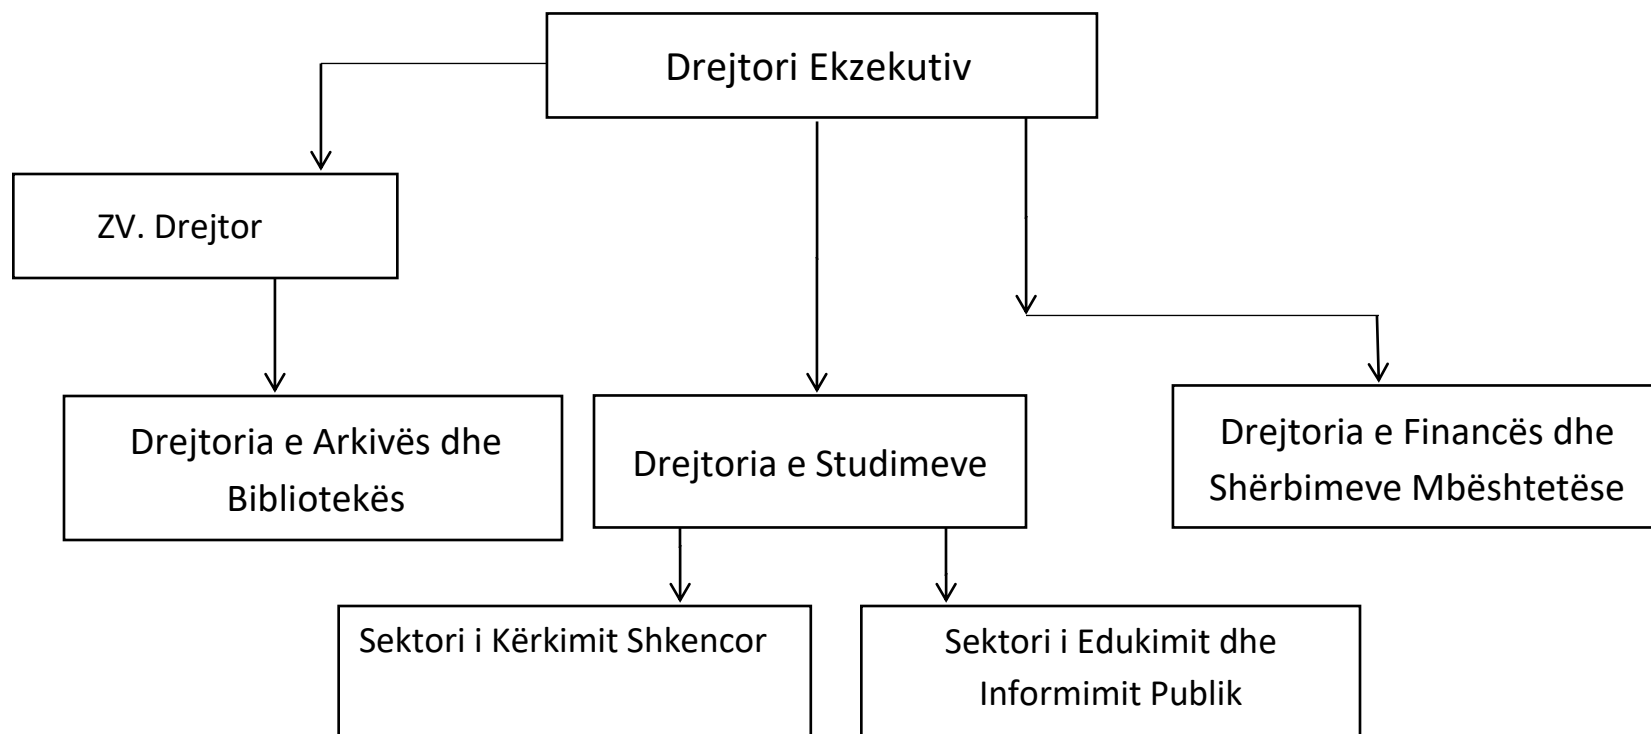 Drejtori Ekzekutiv
ZV. Drejtor
Drejtoria e Arkivës dhe
Bibliotekës
Drejtoria e Studimeve
Drejtoria e Financës dhe
Shërbimeve Mbështetëse
Sektori i Kërkimit Shkencor
Sektori i Edukimit dhe
Informimit Publik